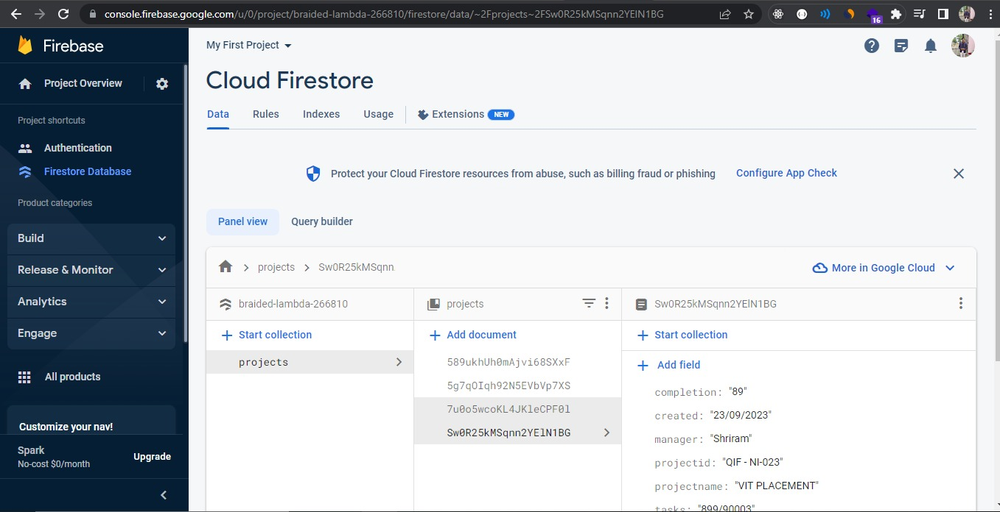 console.firebase.google.com/u/0/project/braided-lambda-266810/firestore/data/~2Fprojects~2FSw0R25kMSqnn2YElN1BG
16
Firebase
My First Project
Project Overview
Cloud Firestore
Project shortcuts
Data Rules Indexes Usage Extensions NEW
Authentication
Firestore Database
Protect your Cloud Firestore resources from abuse, such as billing fraud or phishing Configure App Check
Product categories
Panel view Query builder
Build
Release & Monitor
Analytics
Engage
All products
Customize your nav!
Spark
No-cost $0/month
Upgrade
projects Sw0R25kMSqnn
More in Google Cloud
braided-lambda-266810
Start collection
projects
projects
Add document
589ukhUh0mAjvi68SXxF
5g7qOIqh92N5EVbVp7XS
7u0o5wcoKL4JKleCPF0l
Sw0R25kMSqnn2YElN1BG
Sw0R25kMSqnn2YElN1BG
Start collection
Add field
completion: "89"
created: "23/09/2023"
manager: "Shriram"
projectid: "QIF - NI-023"
projectname: "VIT PLACEMENT"
tasks: "899/90003"